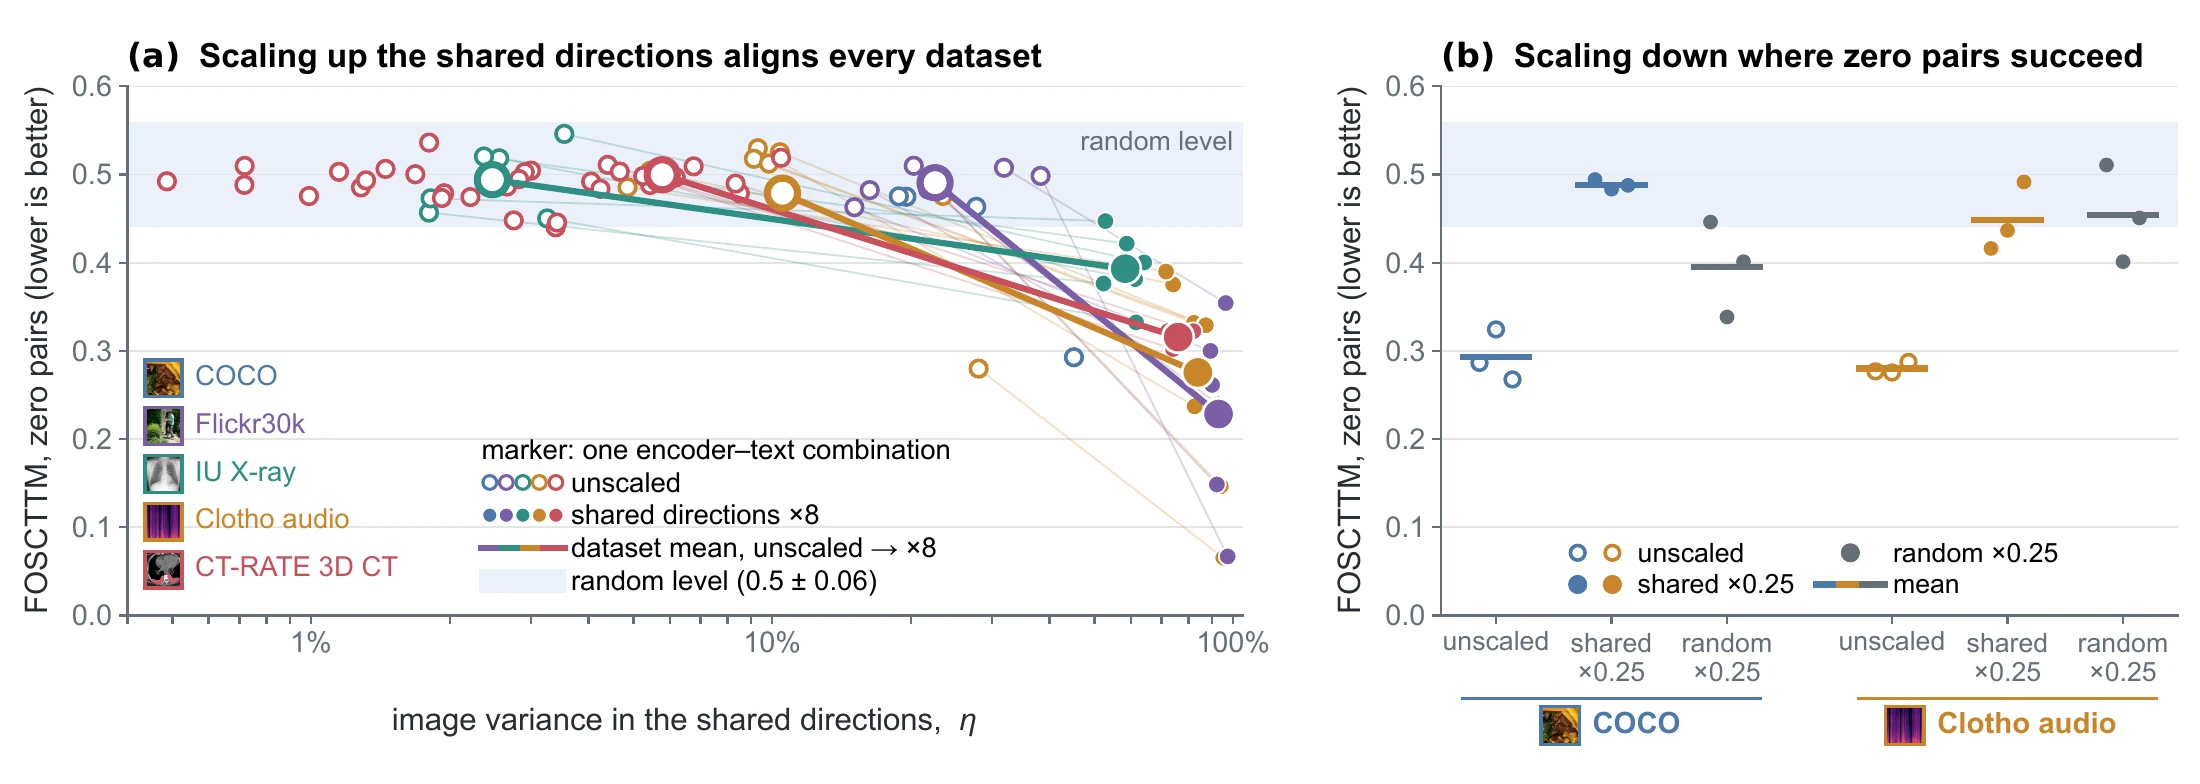 (a) Scaling up the shared directions aligns every dataset
FOSCTTM, zero pairs (lower is better)
0.6
0.5
0.4
0.3
0.2
0.1
0.0
random level
COCO
Flickr30k
IU X-ray
Clotho audio
CT-RATE 3D CT
marker: one encoder–text combination
unscaled
shared directions ×8
dataset mean, unscaled → ×8
random level (0.5 ± 0.06)
1%
10%
100%
image variance in the shared directions, η
(b) Scaling down where zero pairs succeed
FOSCTTM, zero pairs (lower is better)
0.6
0.5
0.4
0.3
0.2
0.1
0.0
unscaled
random ×0.25
shared ×0.25
mean
unscaled
shared
×0.25
random
×0.25
unscaled
shared
×0.25
random
×0.25
COCO
Clotho audio